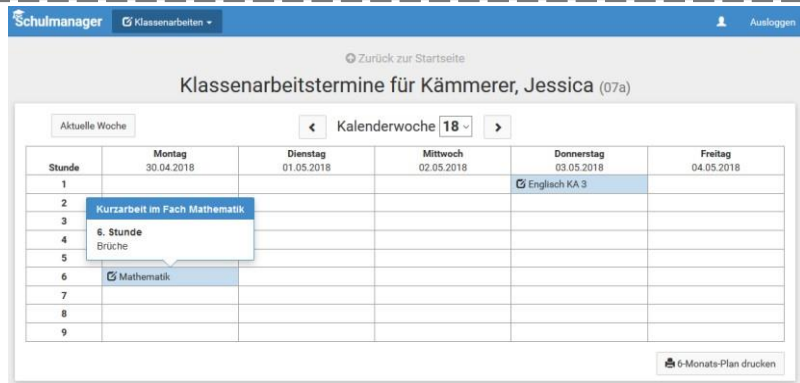 Schulmanager Klassenarbeiten Ausloggen
Zurück zur Startseite
Klassenarbeitstermine für Kämmerer, Jessica (07a)
Aktuelle Woche Kalenderwoche 18
Stunde Montag 30.04.2018 Dienstag 01.05.2018 Mittwoch 02.05.2018 Donnerstag 03.05.2018 Freitag 04.05.2018
1 Englisch KA 3
2
Kurzarbeit im Fach Mathematik
3
6. Stunde
4
Brüche
5
6 Mathematik
7
8
9
6-Monats-Plan drucken